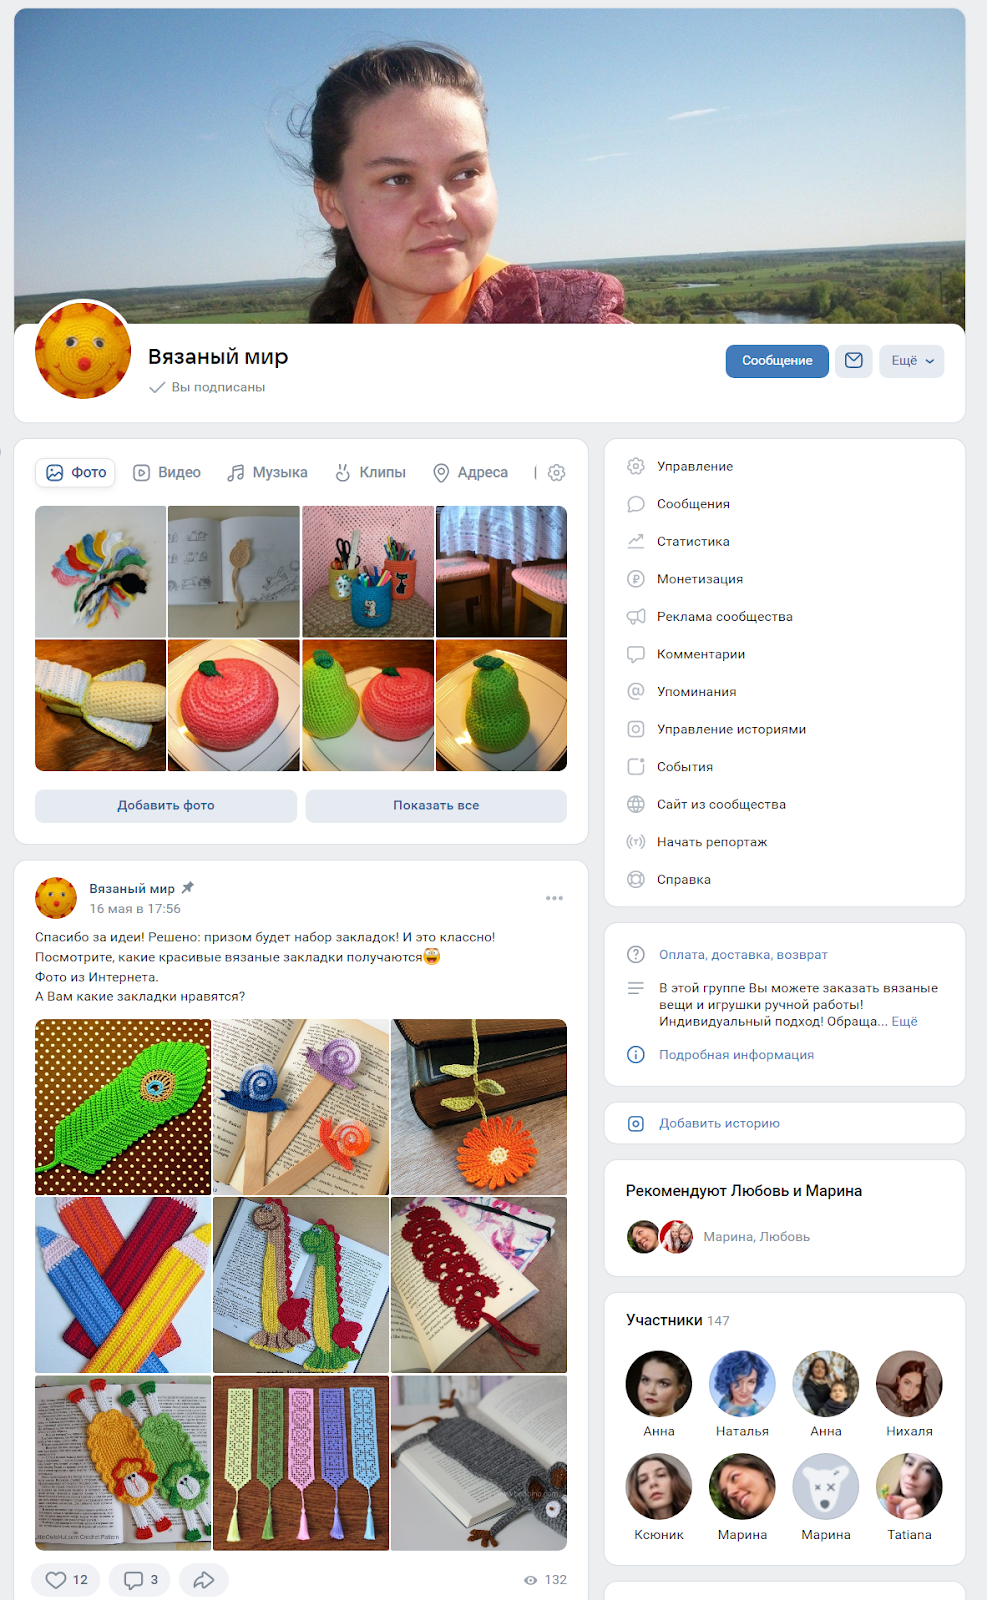 Вязаный мир
Вы подписаны
Сообщение
Ещё
Фото
Видео
Музыка
Клипы
Адреса
Добавить фото
Показать все
Вязаный мир
16 мая в 17:56
Спасибо за идеи! Решено: призом будет набор закладок! И это классно!
Посмотрите, какие красивые вязаные закладки получаются
Фото из Интернета.
А Вам какие закладки нравятся?
12
3
132
Управление
Сообщения
Статистика
Монетизация
Реклама сообщества
Комментарии
Упоминания
Управление историями
События
Сайт из сообщества
Начать репортаж
Справка
Оплата, доставка, возврат
В этой группе Вы можете заказать вязаные
вещи и игрушки ручной работы!
Индивидуальный подход! Обраща... Ещё
Подробная информация
Добавить историю
Рекомендуют Любовь и Марина
Марина, Любовь
Участники 147
Анна
Наталья
Анна
Нихаля
Ксюник
Марина
Марина
Tatiana